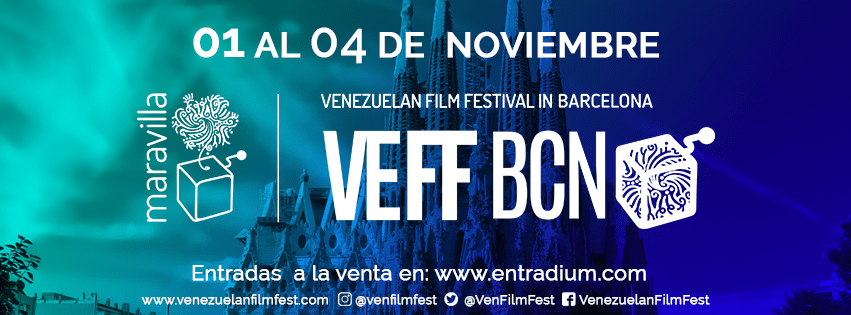 01 AL 04 DE NOVIEMBRE
maravilla
VENEZUELAN FILM FESTIVAL IN BARCELONA
VEFF BCN
Entradas a la venta en: www.entradium.com
www.venezuelanfilmfest.com @venfilmfest @VenFilmFest VenezuelanFilmFest